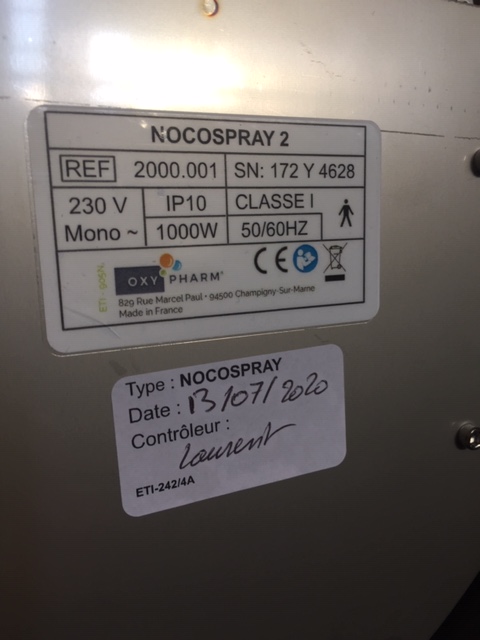 NOCOSPRAY 2
REF 2000.001 SN: 172 Y 4628
230 V IP10 CLASSE I
Mono ~ 1000W 50/60HZ
CE
OXY PHARM®
829 Rue Marcel Paul • 94500 Champigny-Sur-Marne
Made in France
Type : NOCOSPRAY
Date : 13/07/2020
Contrôleur :
Laurent
ETI-242/4A